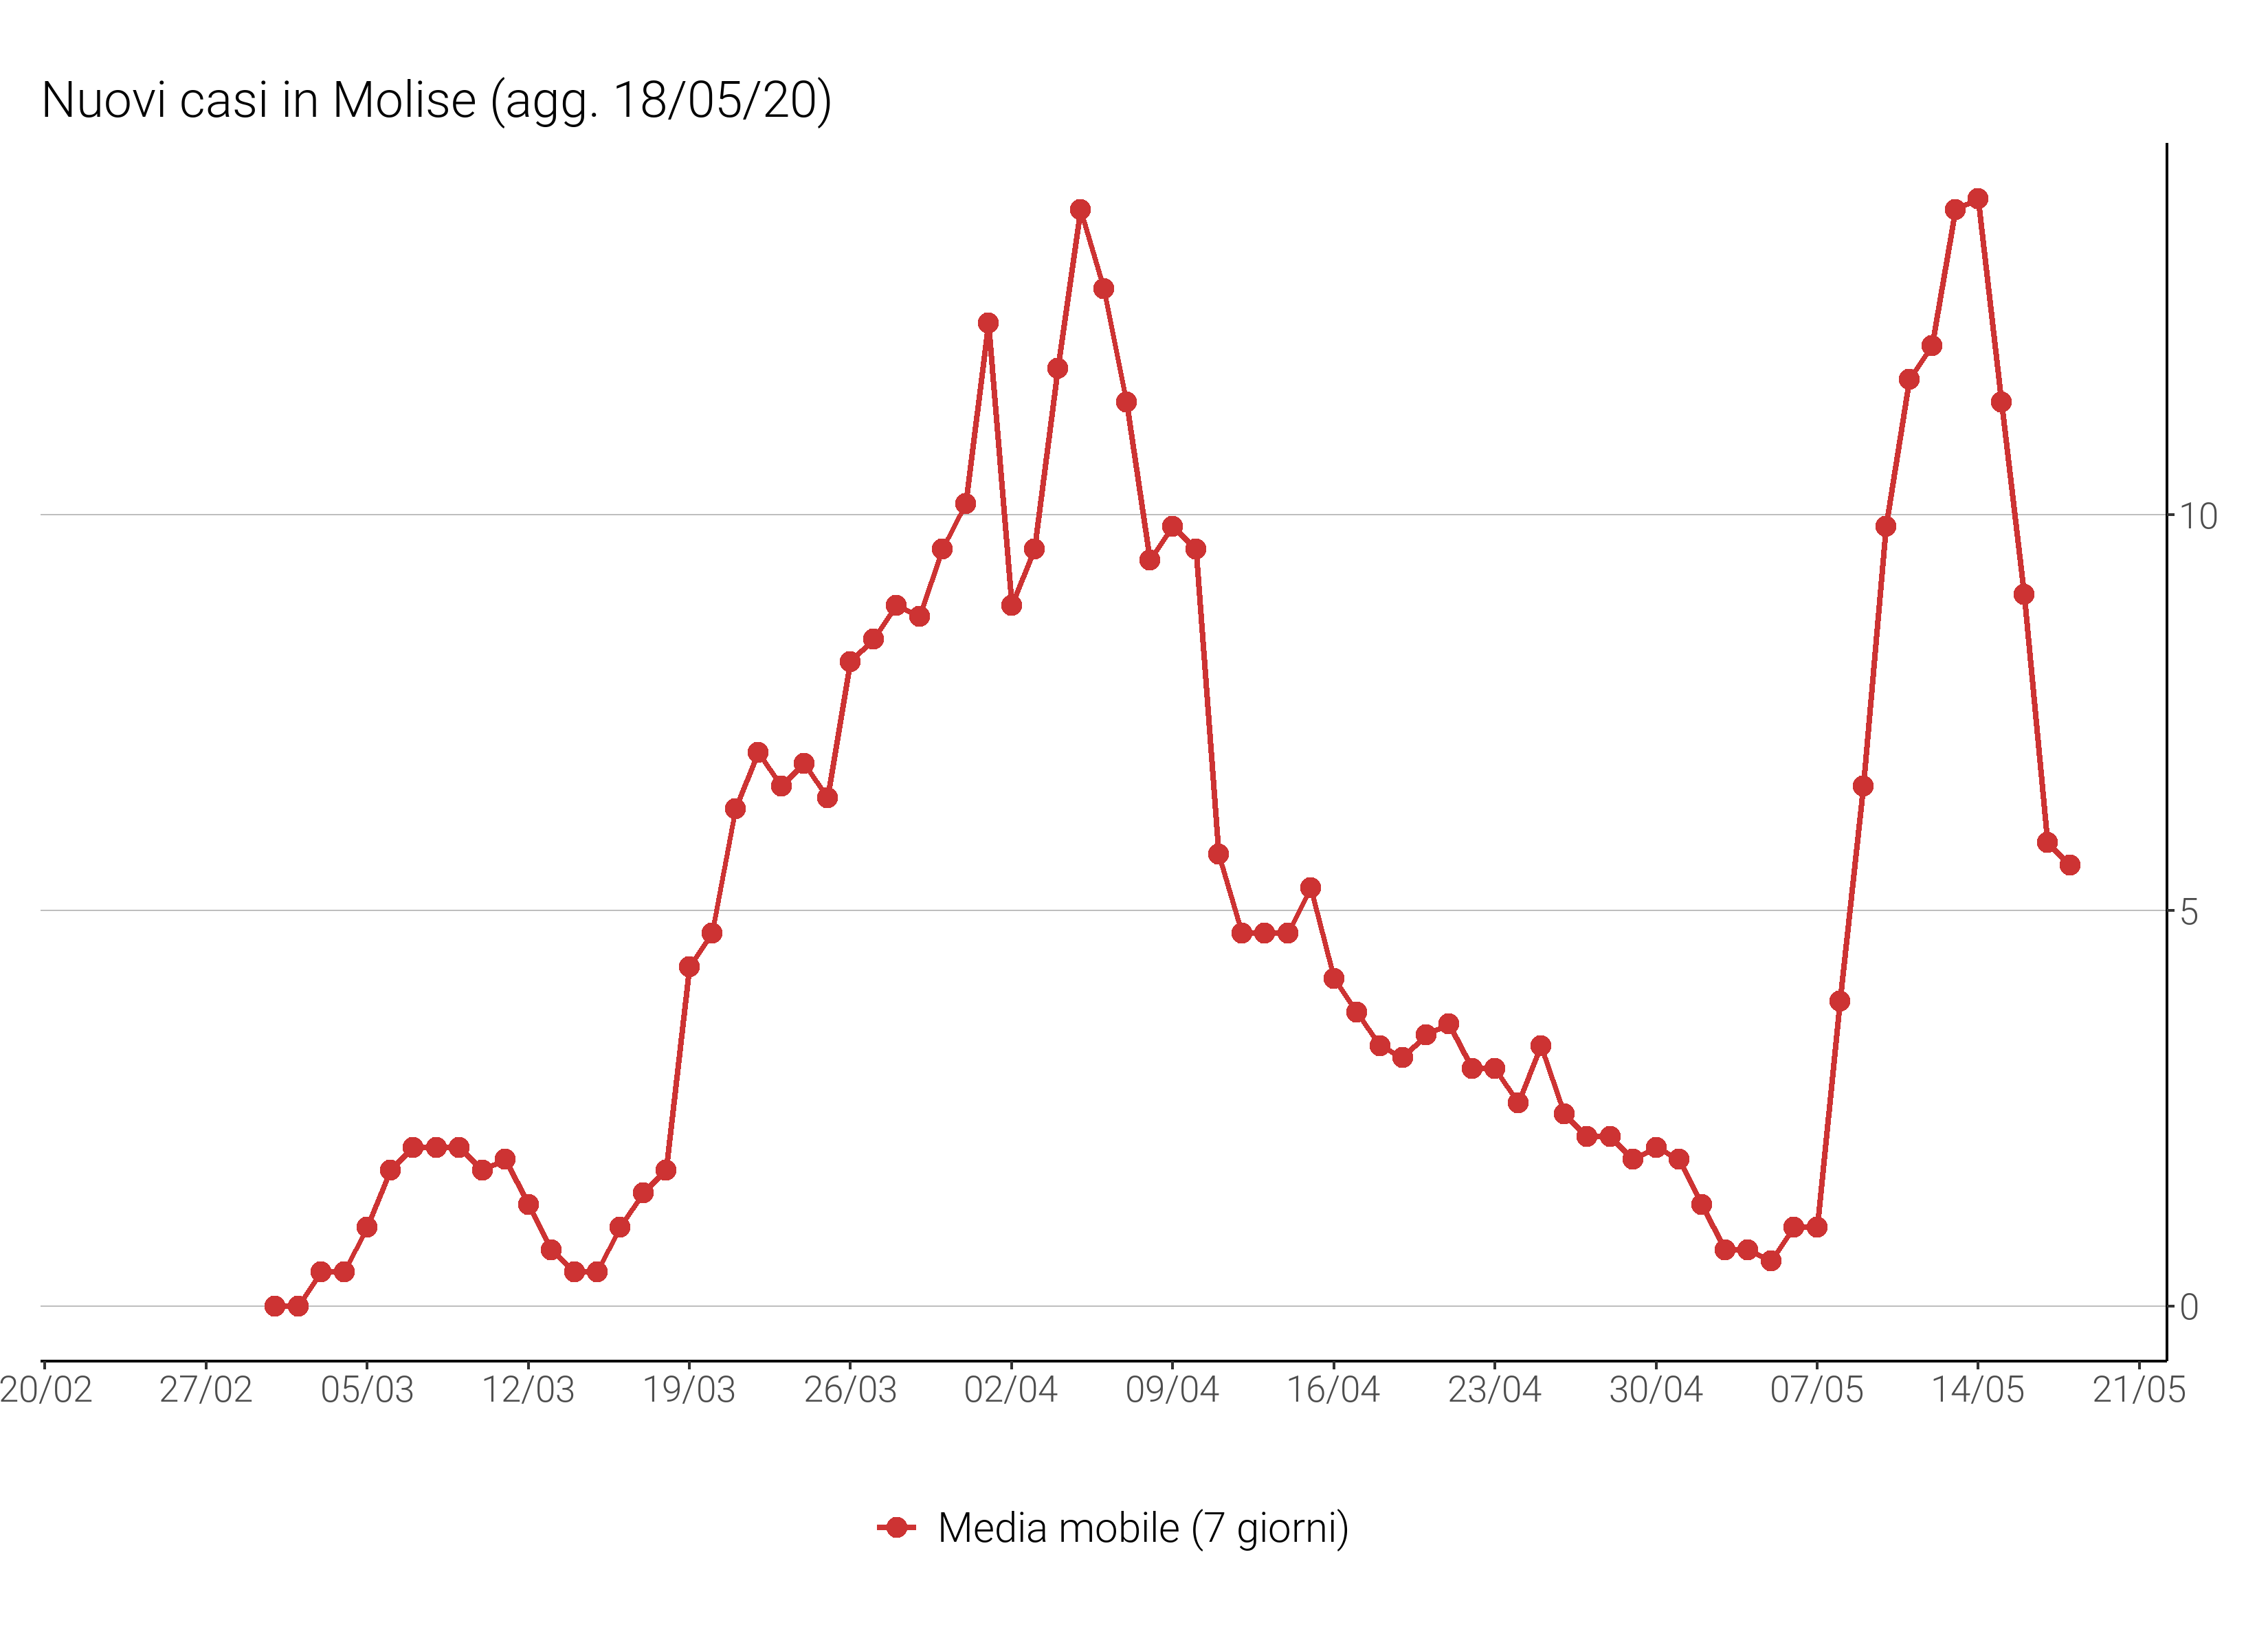 Nuovi casi in Molise (agg. 18/05/20)
10
5
0
20/02 27/02 05/03 12/03 19/03 26/03 02/04 09/04 16/04 23/04 30/04 07/05 14/05 21/05
Media mobile (7 giorni)